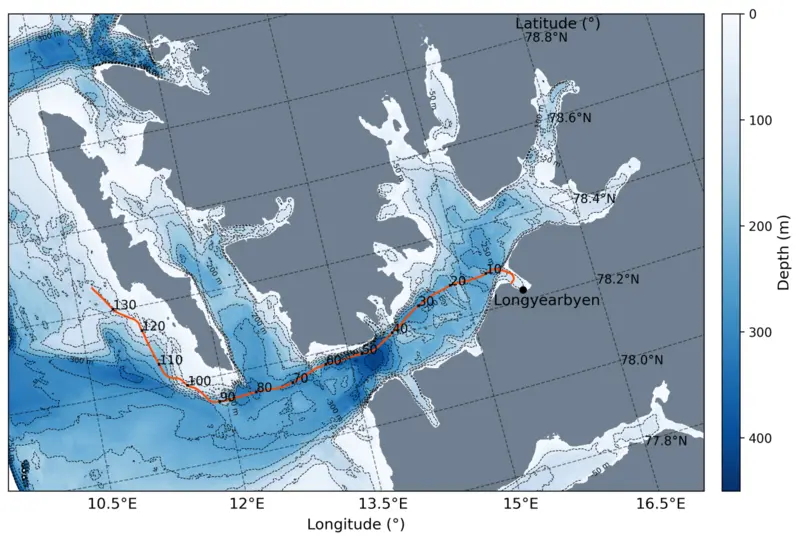 Latitude (°)
78.8°N
78.6°N
78.4°N
78.2°N
78.0°N
77.8°N
Longyearbyen
10
20
30
40
50
60
70
80
90
100
110
120
130
10.5°E
12°E
13.5°E
15°E
16.5°E
Longitude (°)
0
100
200
300
400
Depth (m)
300 m
50 m